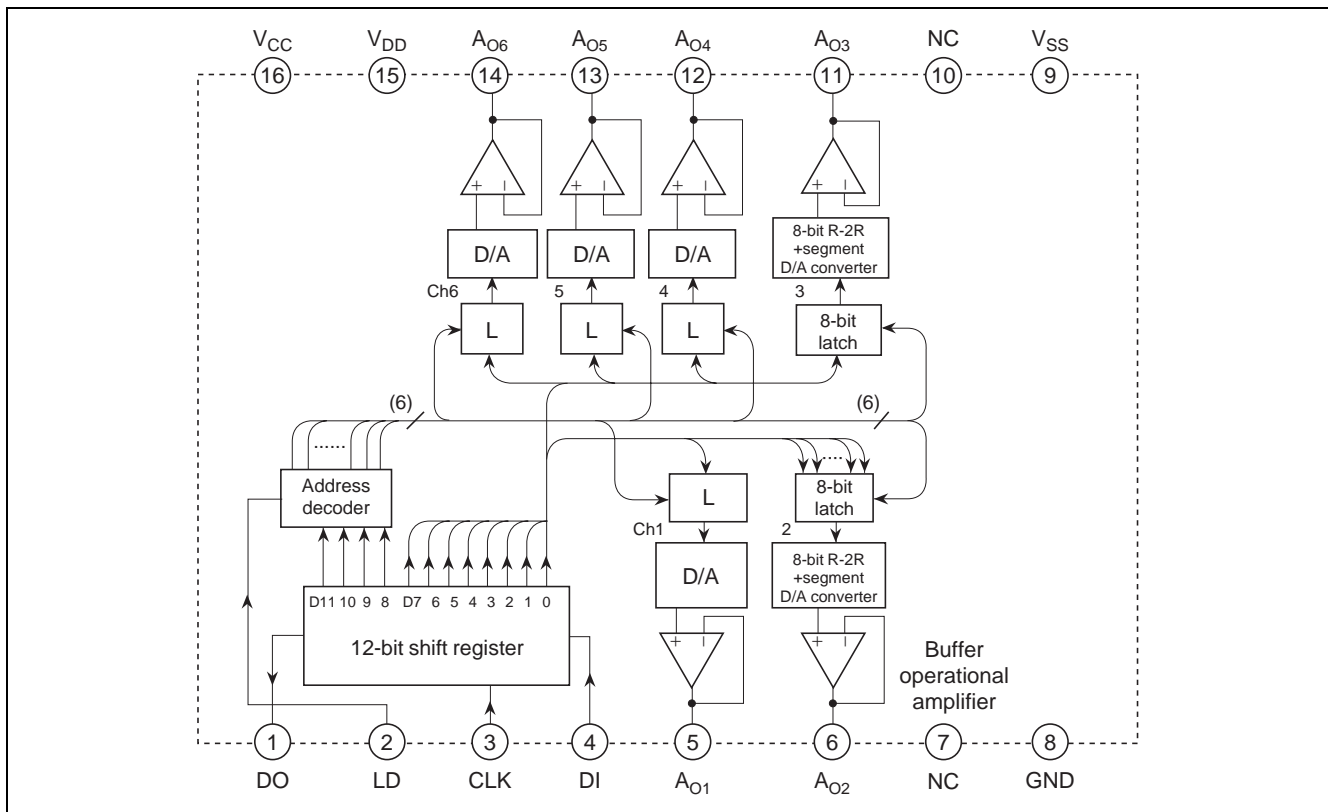 VCC VDD AO6 AO5 AO4 AO3 NC VSS
16 15 14 13 12 11 10 9
+ − + − + − + −
D/A D/A D/A 8-bit R-2R
+segment
D/A converter
Ch6 5 4 3
L L L 8-bit
latch
(6) (6)
...... ....
Address
decoder
L 8-bit
latch
Ch1 2
D/A 8-bit R-2R
+segment
D/A converter
D11 10 9 8 D7 6 5 4 3 2 1 0
12-bit shift register
+ − + −
Buffer
operational
amplifier
1 2 3 4 5 6 7 8
DO LD CLK DI AO1 AO2 NC GND